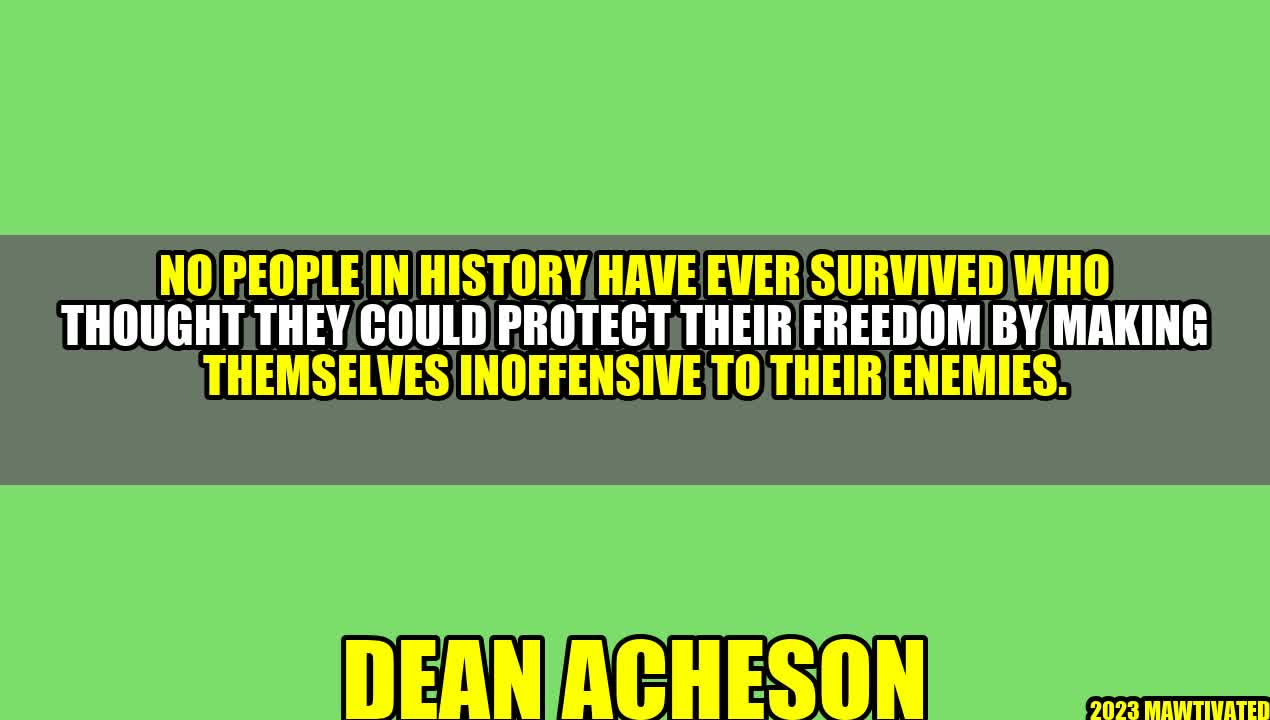 NO PEOPLE IN HISTORY HAVE EVER SURVIVED WHO
THOUGHT THEY COULD PROTECT THEIR FREEDOM BY MAKING
THEMSELVES INOFFENSIVE TO THEIR ENEMIES.
DEAN ACHESON
2023 MAWTIVATED